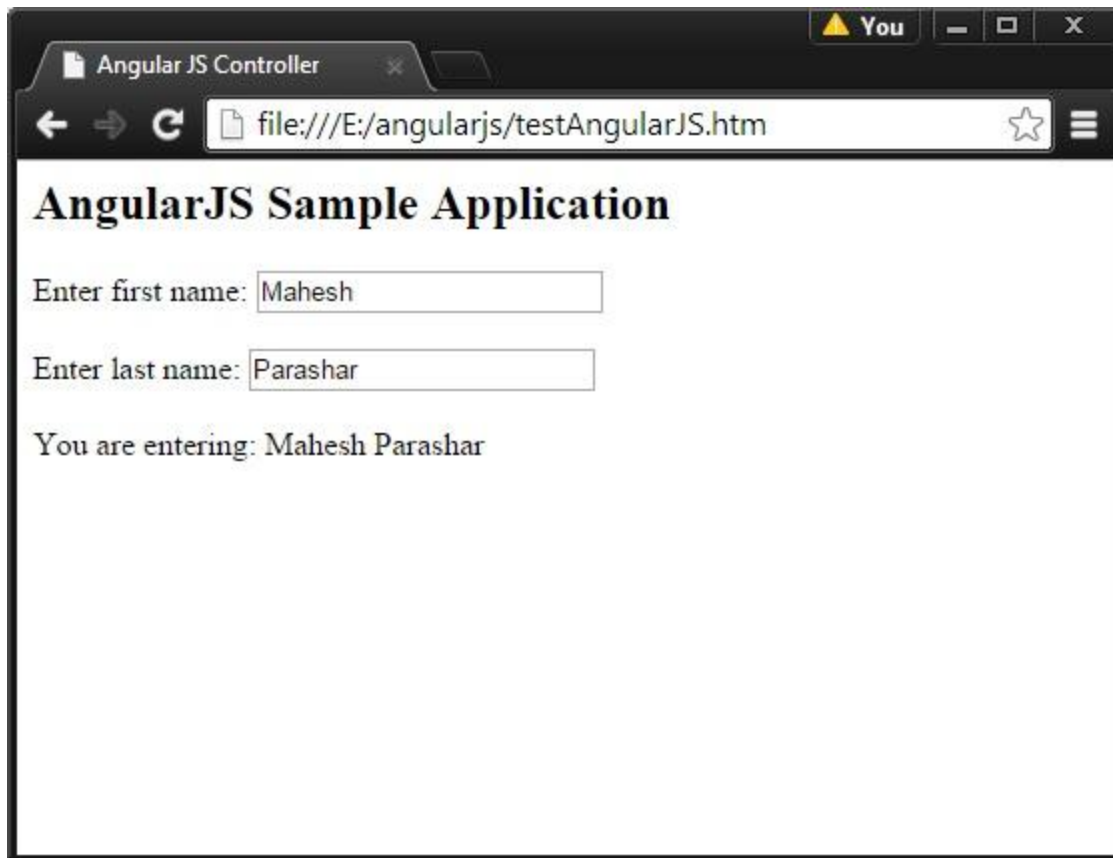 You
Angular JS Controller
file:///E:/angularjs/testAngularJS.htm
AngularJS Sample Application
Enter first name: Mahesh
Enter last name: Parashar
You are entering: Mahesh Parashar